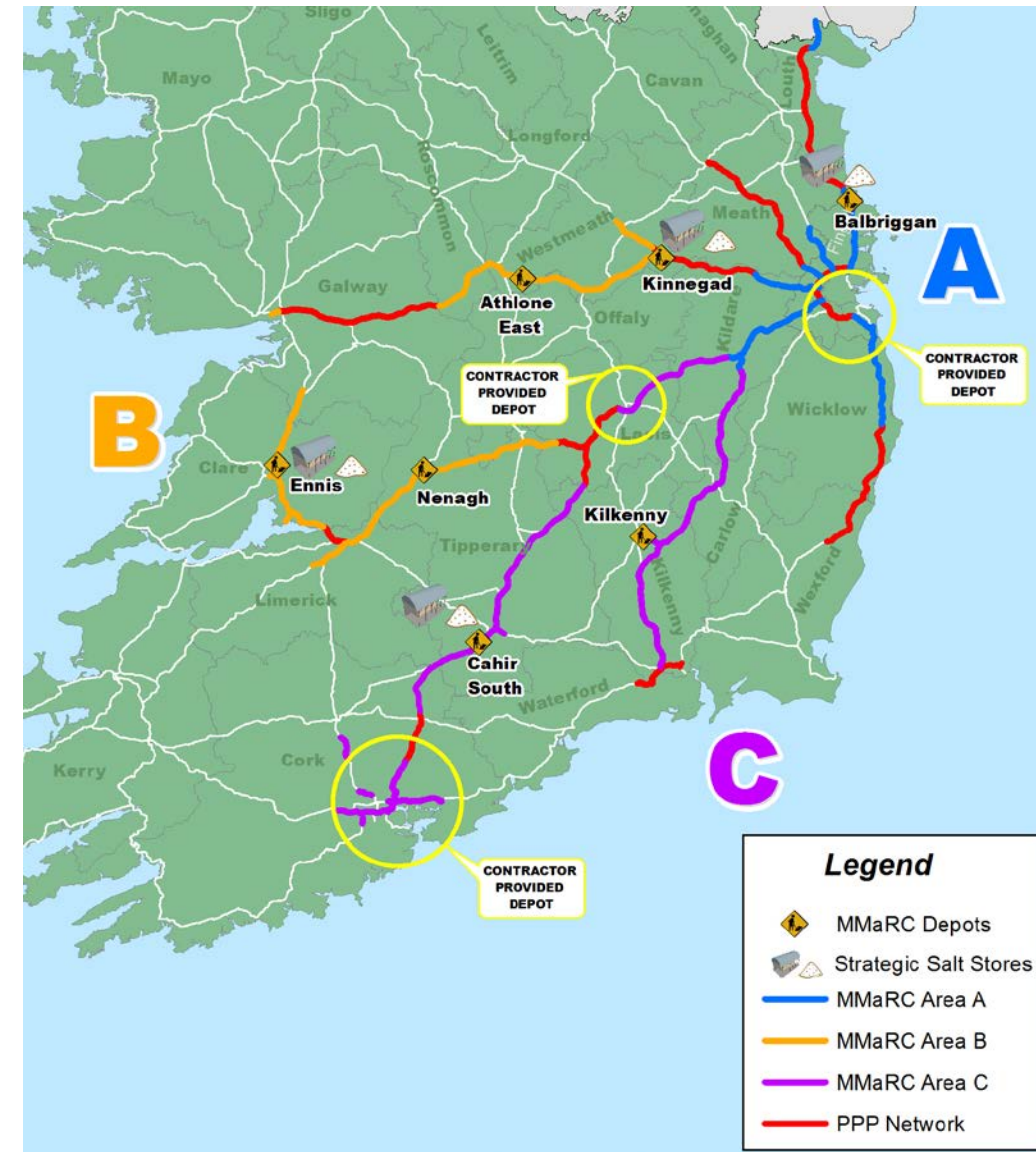 Sligo
Leitrim
Cavan
Louth
Mayo
Longford
Roscommon
Meath
Balbriggan
A
Westmeath
Kinnegad
Galway
Athlone
East
Offaly
Kildare
CONTRACTOR
PROVIDED
DEPOT
CONTRACTOR
PROVIDED
DEPOT
Wicklow
B
Laois
Clare
Ennis
Nenagh
Kilkenny
Tipperary
Carlow
Kilkenny
Wexford
Limerick
Cahir
South
Waterford
C
Cork
Kerry
CONTRACTOR
PROVIDED
DEPOT
Legend
MMaRC Depots
Strategic Salt Stores
MMaRC Area A
MMaRC Area B
MMaRC Area C
PPP Network